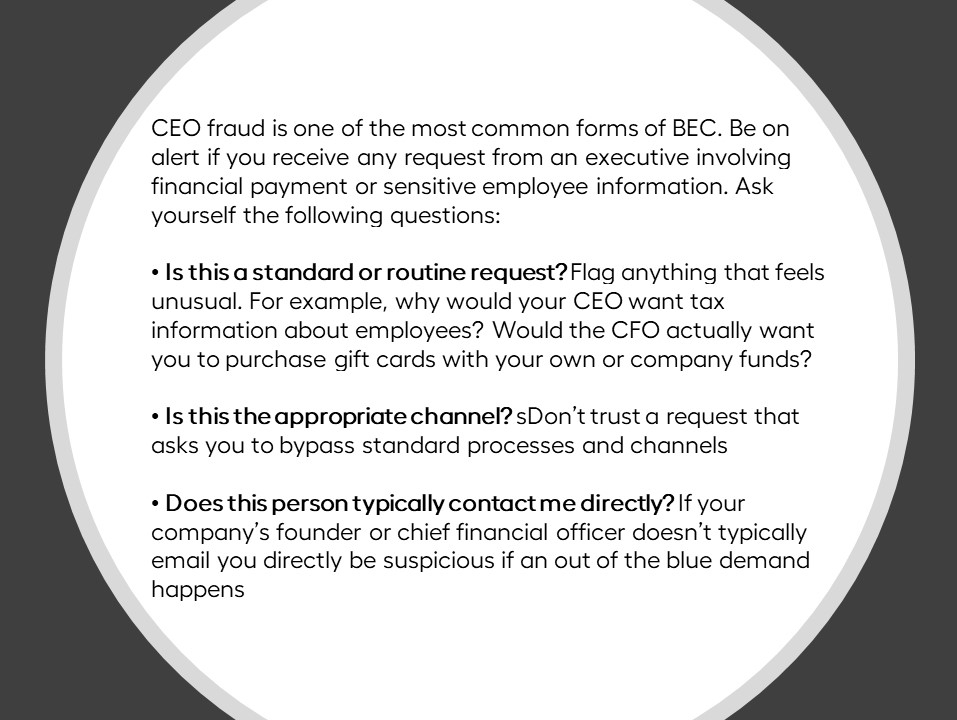 CEO fraud is one of the most common forms of BEC. Be on
alert if you receive any request from an executive involving
financial payment or sensitive employee information. Ask
yourself the following questions:
• Is this a standard or routine request? Flag anything that feels
unusual. For example, why would your CEO want tax
information about employees? Would the CFO actually want
you to purchase gift cards with your own or company funds?
• Is this the appropriate channel? sDon’t trust a request that
asks you to bypass standard processes and channels
• Does this person typically contact me directly? If your
company’s founder or chief financial officer doesn’t typically
email you directly be suspicious if an out of the blue demand
happens